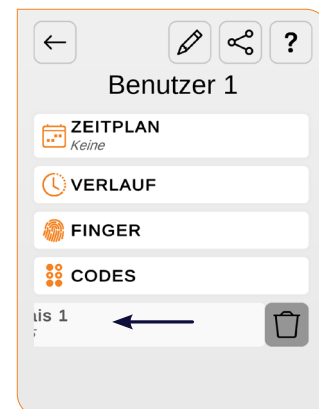 ?
Benutzer 1
ZEITPLAN
Keine
VERLAUF
FINGER
CODES
is 1